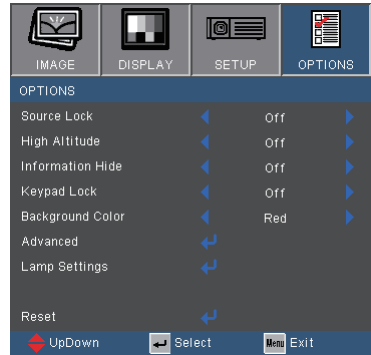 IMAGE DISPLAY SETUP OPTIONS
OPTIONS
Source Lock Off
High Altitude Off
Information Hide Off
Keypad Lock Off
Background Color Red
Advanced
Lamp Settings
Reset
UpDown Select Menu Exit